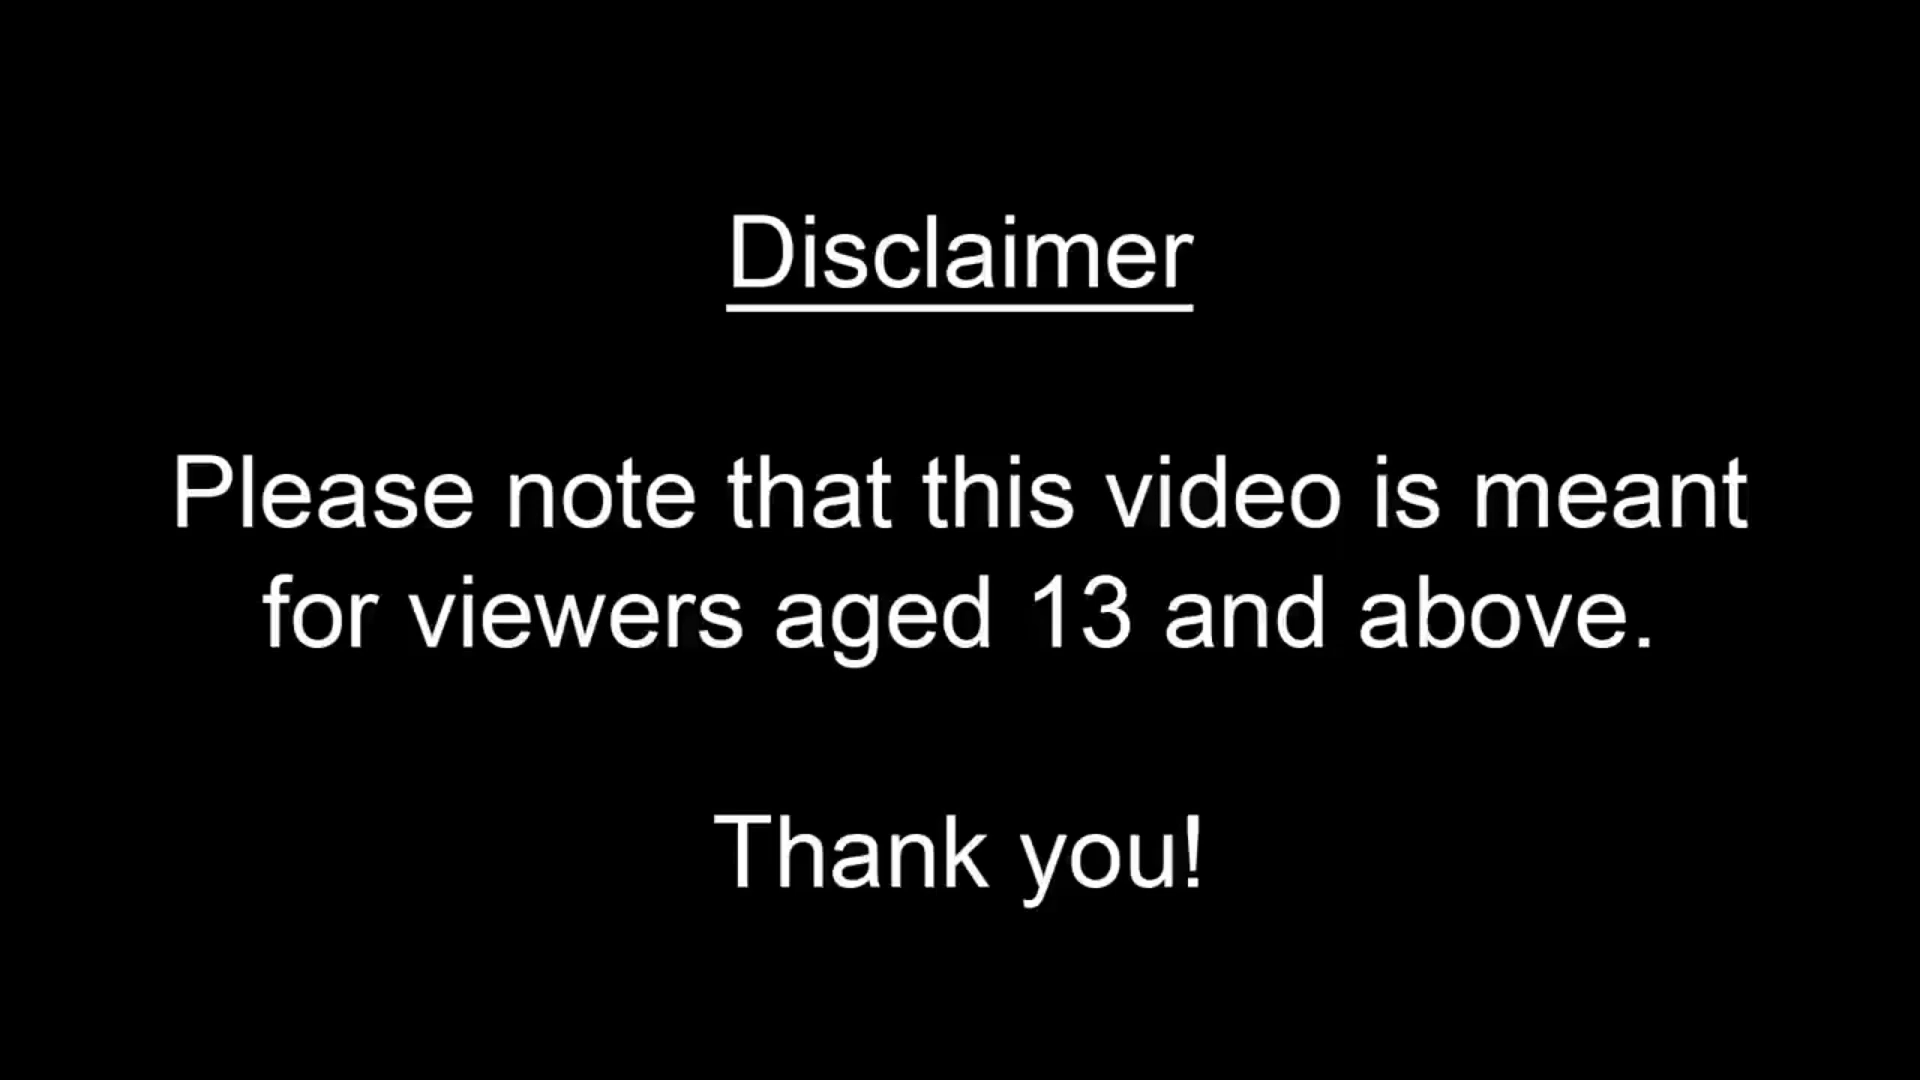 Disclaimer
Please note that this video is meant
for viewers aged 13 and above.
Thank you!